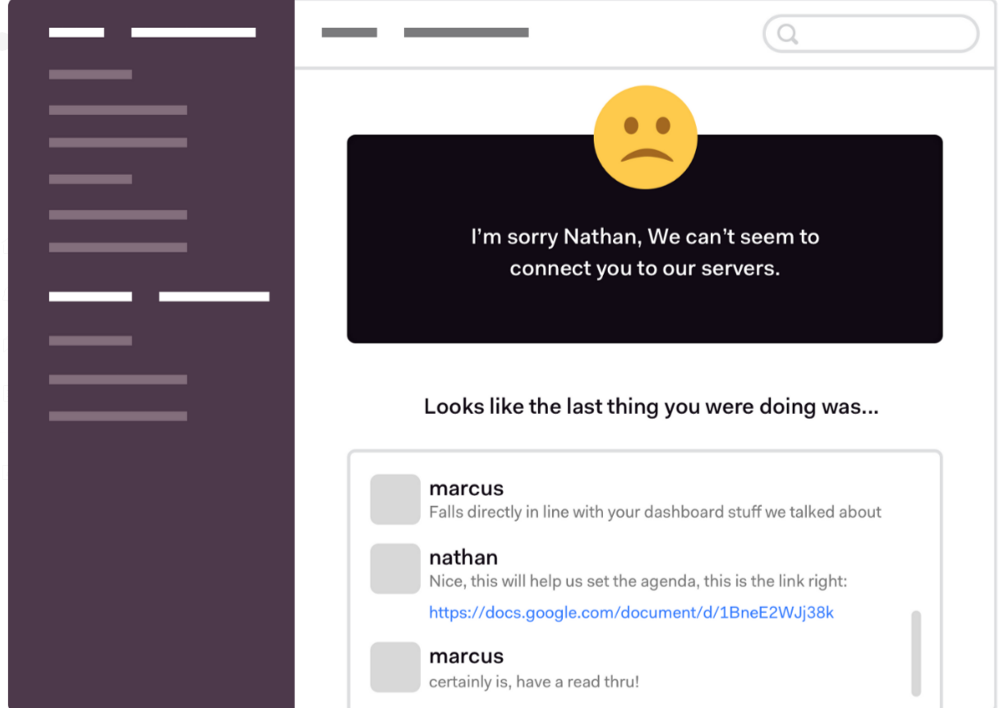 I’m sorry Nathan, We can’t seem to
connect you to our servers.
Looks like the last thing you were doing was...
marcus
Falls directly in line with your dashboard stuff we talked about
nathan
Nice, this will help us set the agenda, this is the link right:
https://docs.google.com/document/d/1BneE2WJj38k
marcus
certainly is, have a read thru!